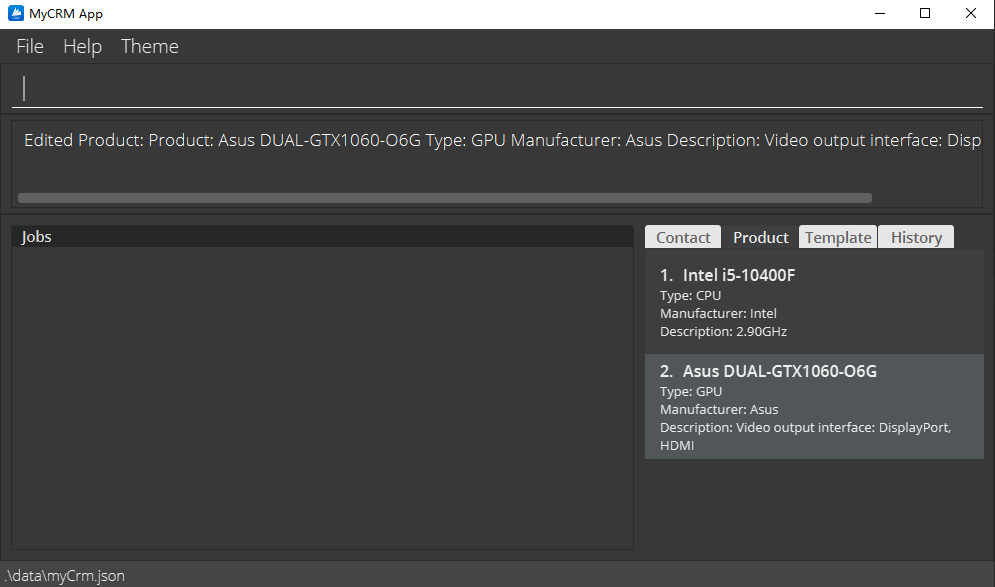 MyCRM App
File Help Theme
Edited Product: Product: Asus DUAL-GTX1060-O6G Type: GPU Manufacturer: Asus Description: Video output interface: Disp
Jobs
Contact Product Template History
1. Intel i5-10400F
Type: CPU
Manufacturer: Intel
Description: 2.90GHz
2. Asus DUAL-GTX1060-O6G
Type: GPU
Manufacturer: Asus
Description: Video output interface: DisplayPort,
HDMI
.\data\myCrm.json